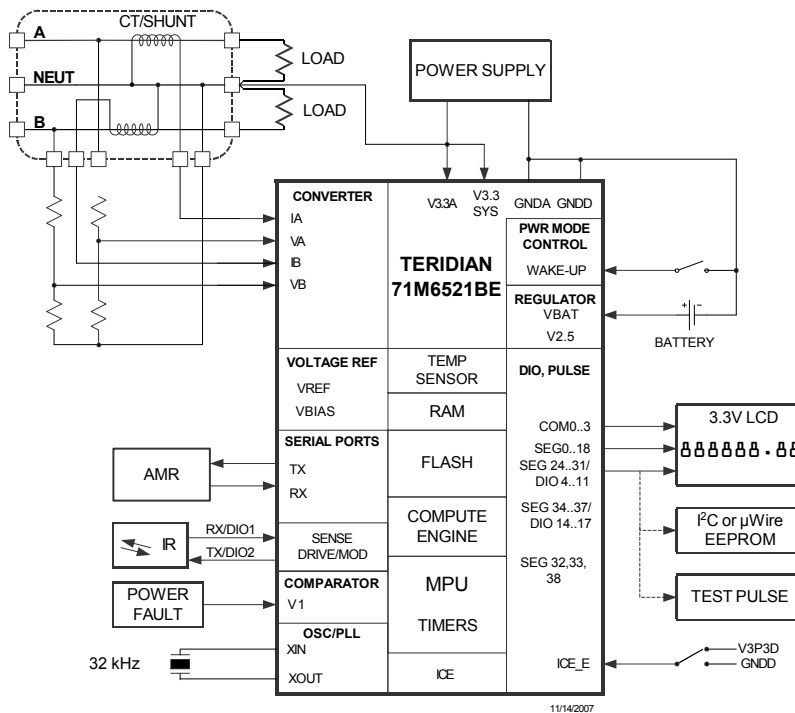 CT/SHUNT
A
NEUT
B
LOAD
LOAD
POWER SUPPLY
CONVERTER
IA
VA
IB
VB
V3.3A
V3.3
SYS
GNDA GNDD
TERIDIAN
71M6521BE
PWR MODE
CONTROL
WAKE-UP
REGULATOR
VBAT
V2.5
BATTERY
VOLTAGE REF
VREF
VBIAS
TEMP
SENSOR
RAM
DIO, PULSE
COM0..3
SEG0..18
SEG 24..31/
DIO 4..11
SEG 34..37/
DIO 14..17
SEG 32,33,
38
3.3V LCD
I²C or µWire
EEPROM
TEST PULSE
SERIAL PORTS
TX
RX
AMR
FLASH
IR
RX/DIO1
TX/DIO2
SENSE
DRIVE/MOD
COMPUTE
ENGINE
POWER
FAULT
COMPARATOR
V1
MPU
TIMERS
OSC/PLL
XIN
XOUT
32 kHz
ICE
ICE_E
V3P3D
GNDD
11/14/2007